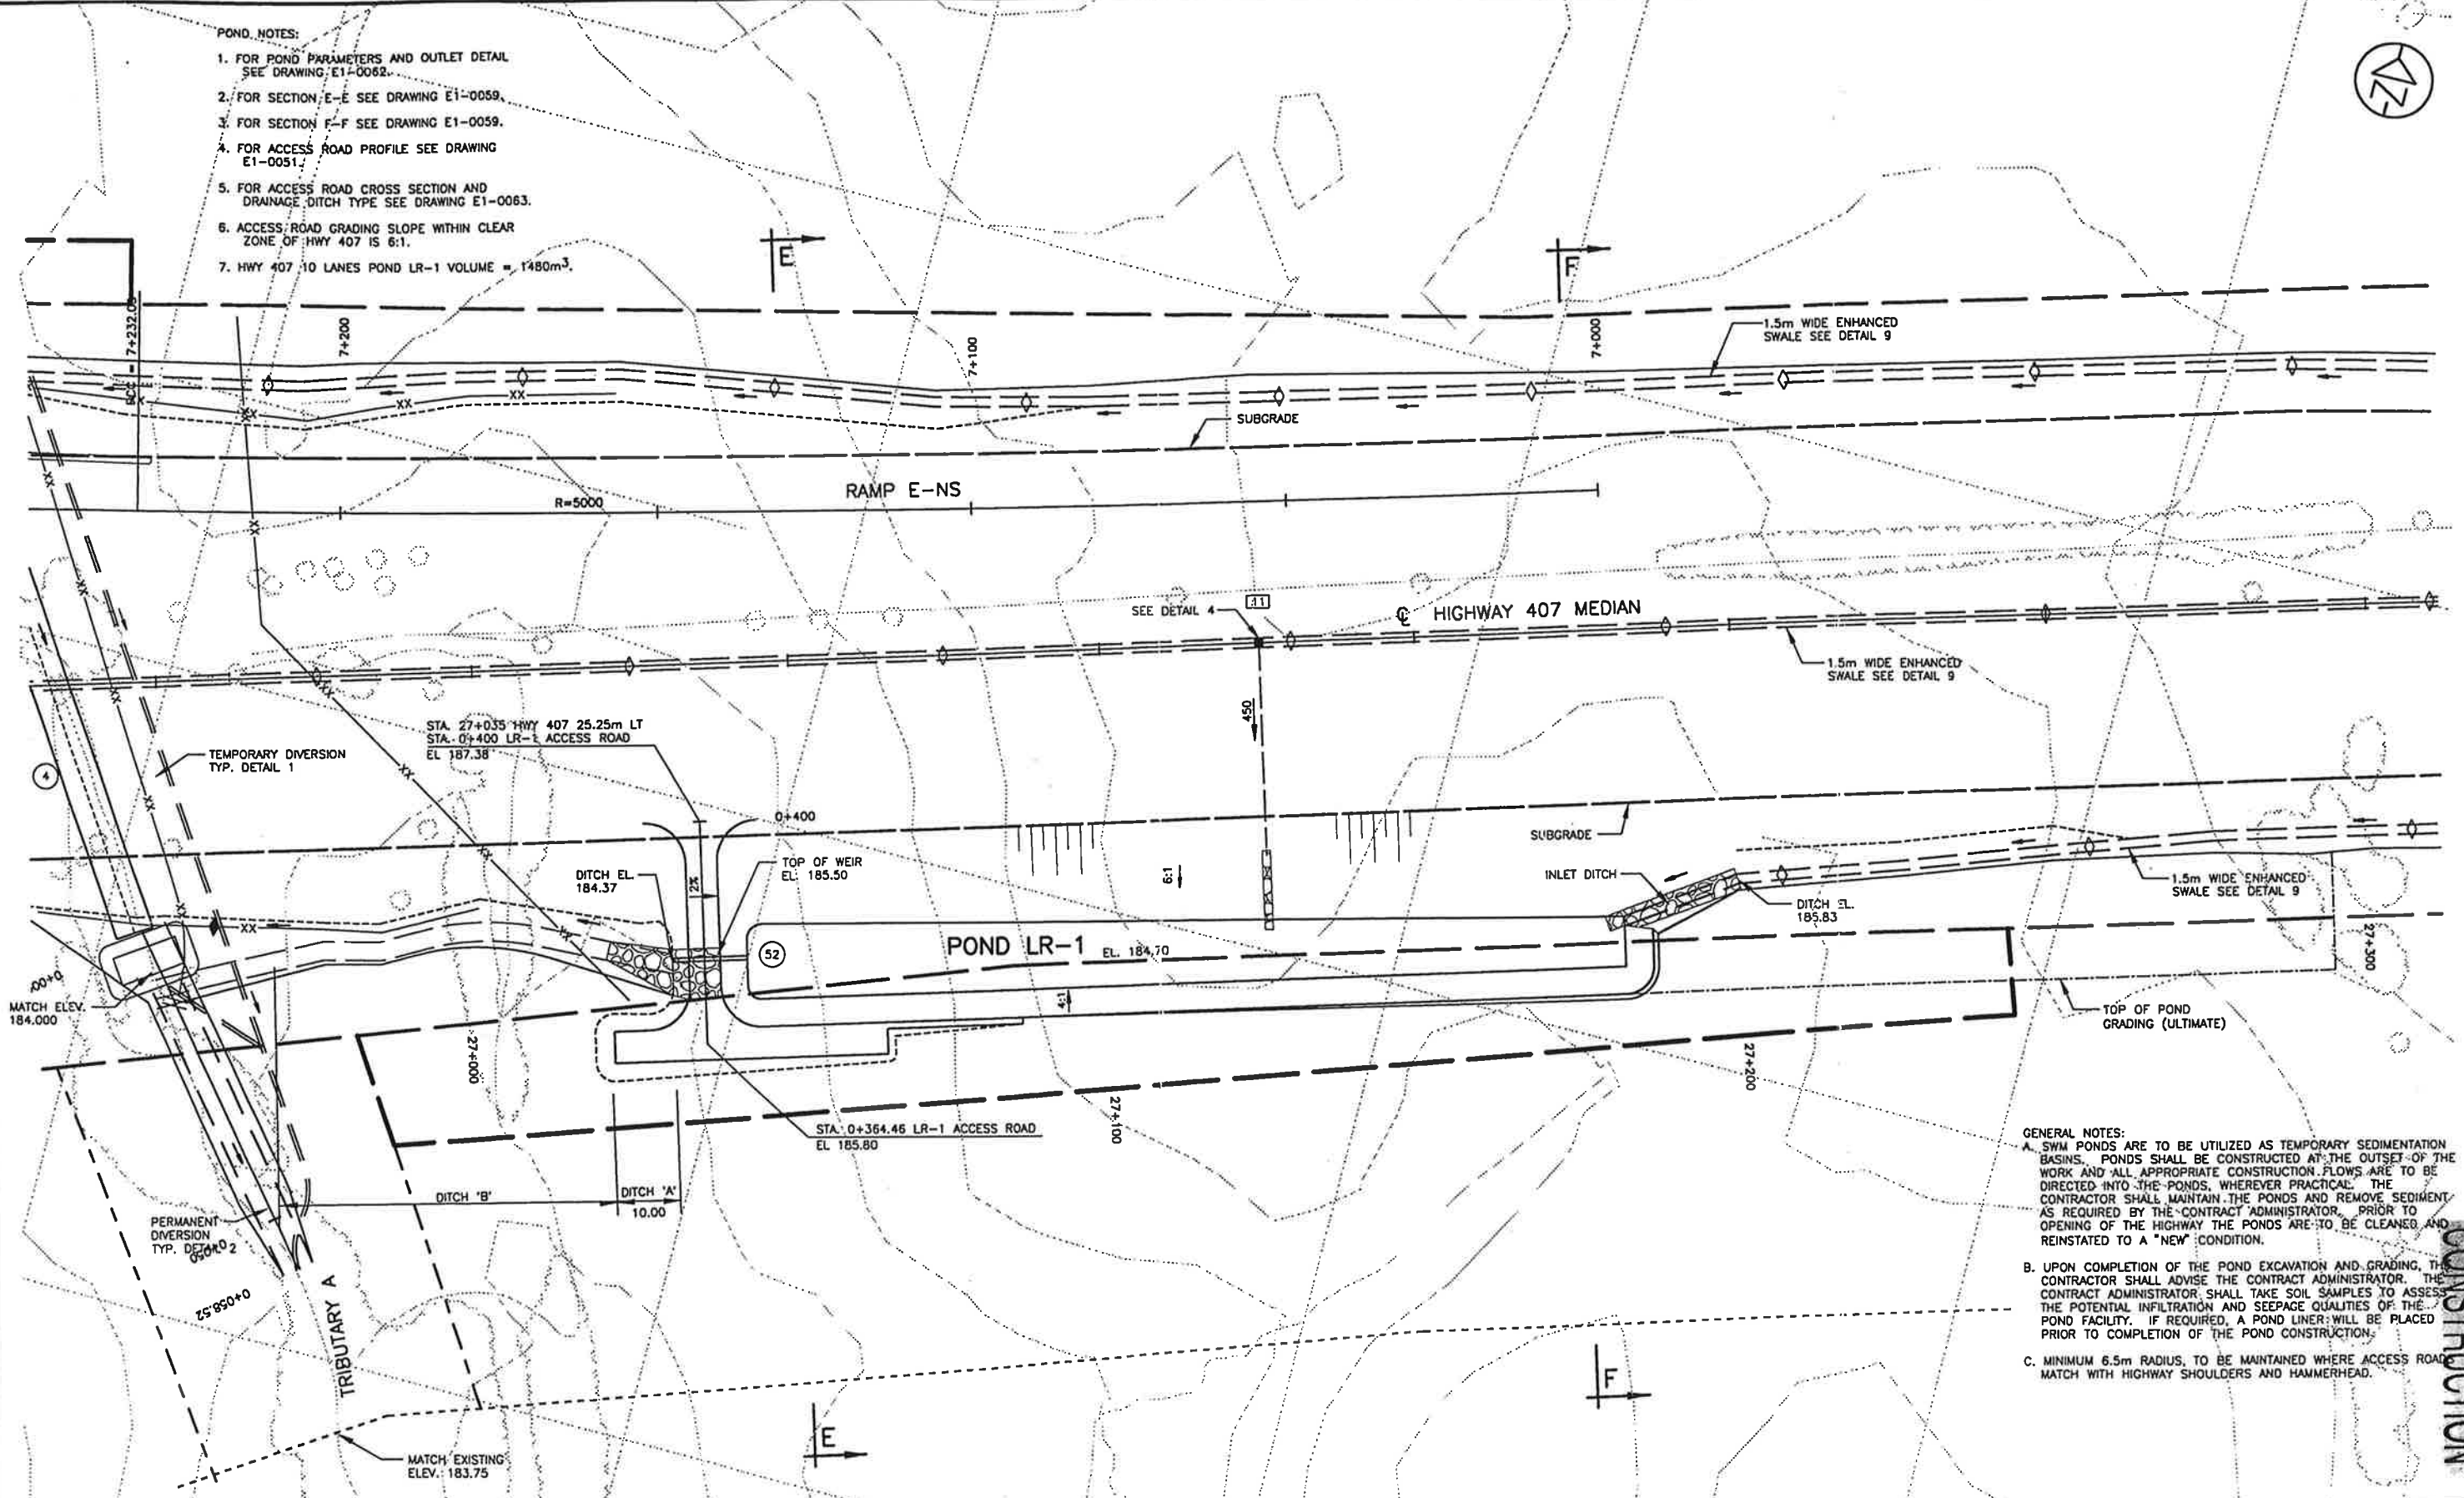 POND NOTES:
1. FOR POND PARAMETERS AND OUTLET DETAIL
SEE DRAWING E1-0062.
2. FOR SECTION E-E SEE DRAWING E1-0059.
3. FOR SECTION F-F SEE DRAWING E1-0059.
4. FOR ACCESS ROAD PROFILE SEE DRAWING
E1-0051.
5. FOR ACCESS ROAD CROSS SECTION AND
DRAINAGE DITCH TYPE SEE DRAWING E1-0063.
6. ACCESS ROAD GRADING SLOPE WITHIN CLEAR
ZONE OF HWY 407 IS 6:1.
7. HWY 407 10 LANES POND LR-1 VOLUME = 1480m³.
N
E
F
7+200
7+100
7+000
1.5m WIDE ENHANCED
SWALE SEE DETAIL 9
SUBGRADE
RAMP E-NS
R=5000
SEE DETAIL 4
11
℄ HIGHWAY 407 MEDIAN
1.5m WIDE ENHANCED
SWALE SEE DETAIL 9
450
STA. 27+035 HWY 407 25.25m LT
STA. 0+400 LR-1 ACCESS ROAD
EL 187.38
TEMPORARY DIVERSION
TYP. DETAIL 1
4
0+400
SUBGRADE
TOP OF WEIR
EL. 185.50
DITCH EL.
184.37
2%
6:1
INLET DITCH
DITCH EL.
185.83
1.5m WIDE ENHANCED
SWALE SEE DETAIL 9
52
POND LR-1 EL. 184.70
4:1
27+300
MATCH ELEV.
184.000
TOP OF POND
GRADING (ULTIMATE)
27+000
27+100
27+200
STA. 0+364.46 LR-1 ACCESS ROAD
EL 185.80
DITCH 'B'
DITCH 'A'
10.00
PERMANENT
DIVERSION
TYP. DETAIL 2
0+050
0+058.52
TRIBUTARY A
MATCH EXISTING
ELEV. 183.75
E
F
XX
GENERAL NOTES:
A. SWM PONDS ARE TO BE UTILIZED AS TEMPORARY SEDIMENTATION
BASINS. PONDS SHALL BE CONSTRUCTED AT THE OUTSET OF THE
WORK AND ALL APPROPRIATE CONSTRUCTION FLOWS ARE TO BE
DIRECTED INTO THE PONDS, WHEREVER PRACTICAL. THE
CONTRACTOR SHALL MAINTAIN THE PONDS AND REMOVE SEDIMENT
AS REQUIRED BY THE CONTRACT ADMINISTRATOR. PRIOR TO
OPENING OF THE HIGHWAY THE PONDS ARE TO BE CLEANED AND
REINSTATED TO A "NEW" CONDITION.
B. UPON COMPLETION OF THE POND EXCAVATION AND GRADING, THE
CONTRACTOR SHALL ADVISE THE CONTRACT ADMINISTRATOR. THE
CONTRACT ADMINISTRATOR SHALL TAKE SOIL SAMPLES TO ASSESS
THE POTENTIAL INFILTRATION AND SEEPAGE QUALITIES OF THE
POND FACILITY. IF REQUIRED, A POND LINER WILL BE PLACED
PRIOR TO COMPLETION OF THE POND CONSTRUCTION.
C. MINIMUM 6.5m RADIUS, TO BE MAINTAINED WHERE ACCESS ROADS
MATCH WITH HIGHWAY SHOULDERS AND HAMMERHEAD.
CONSTRUCTION